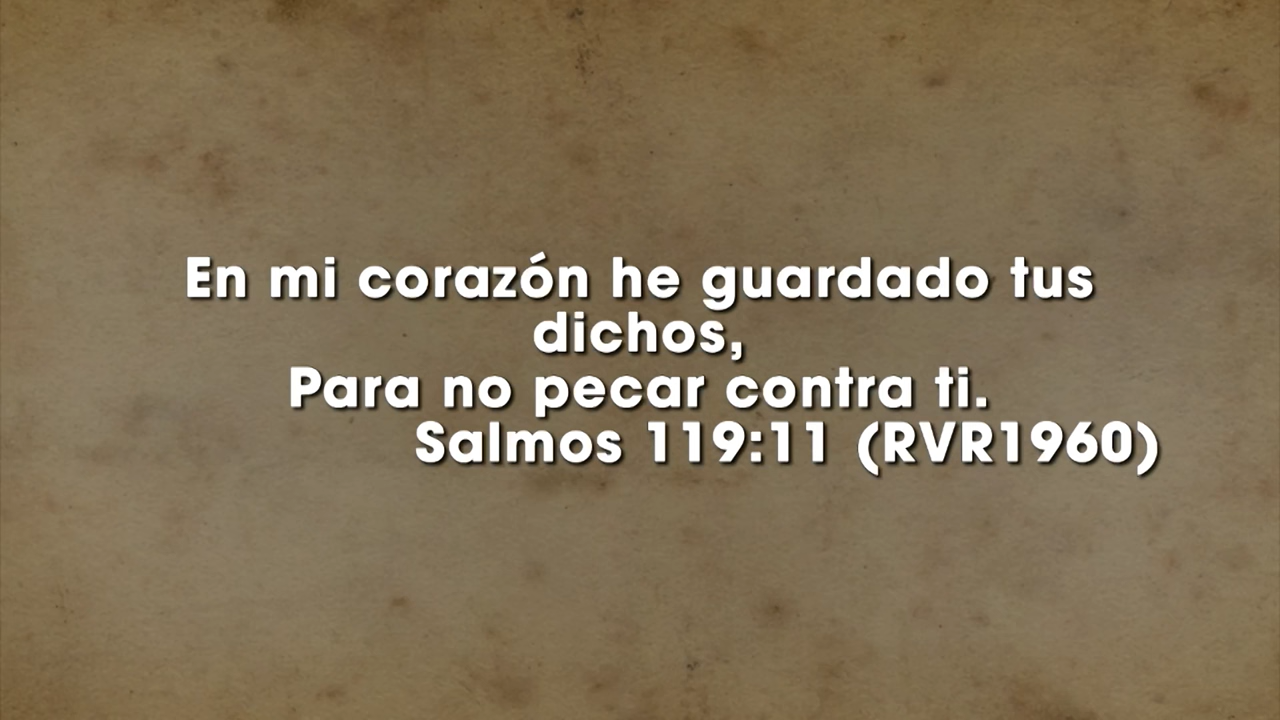 En mi corazón he guardado tus
dichos,
Para no pecar contra ti.
Salmos 119:11 (RVR1960)